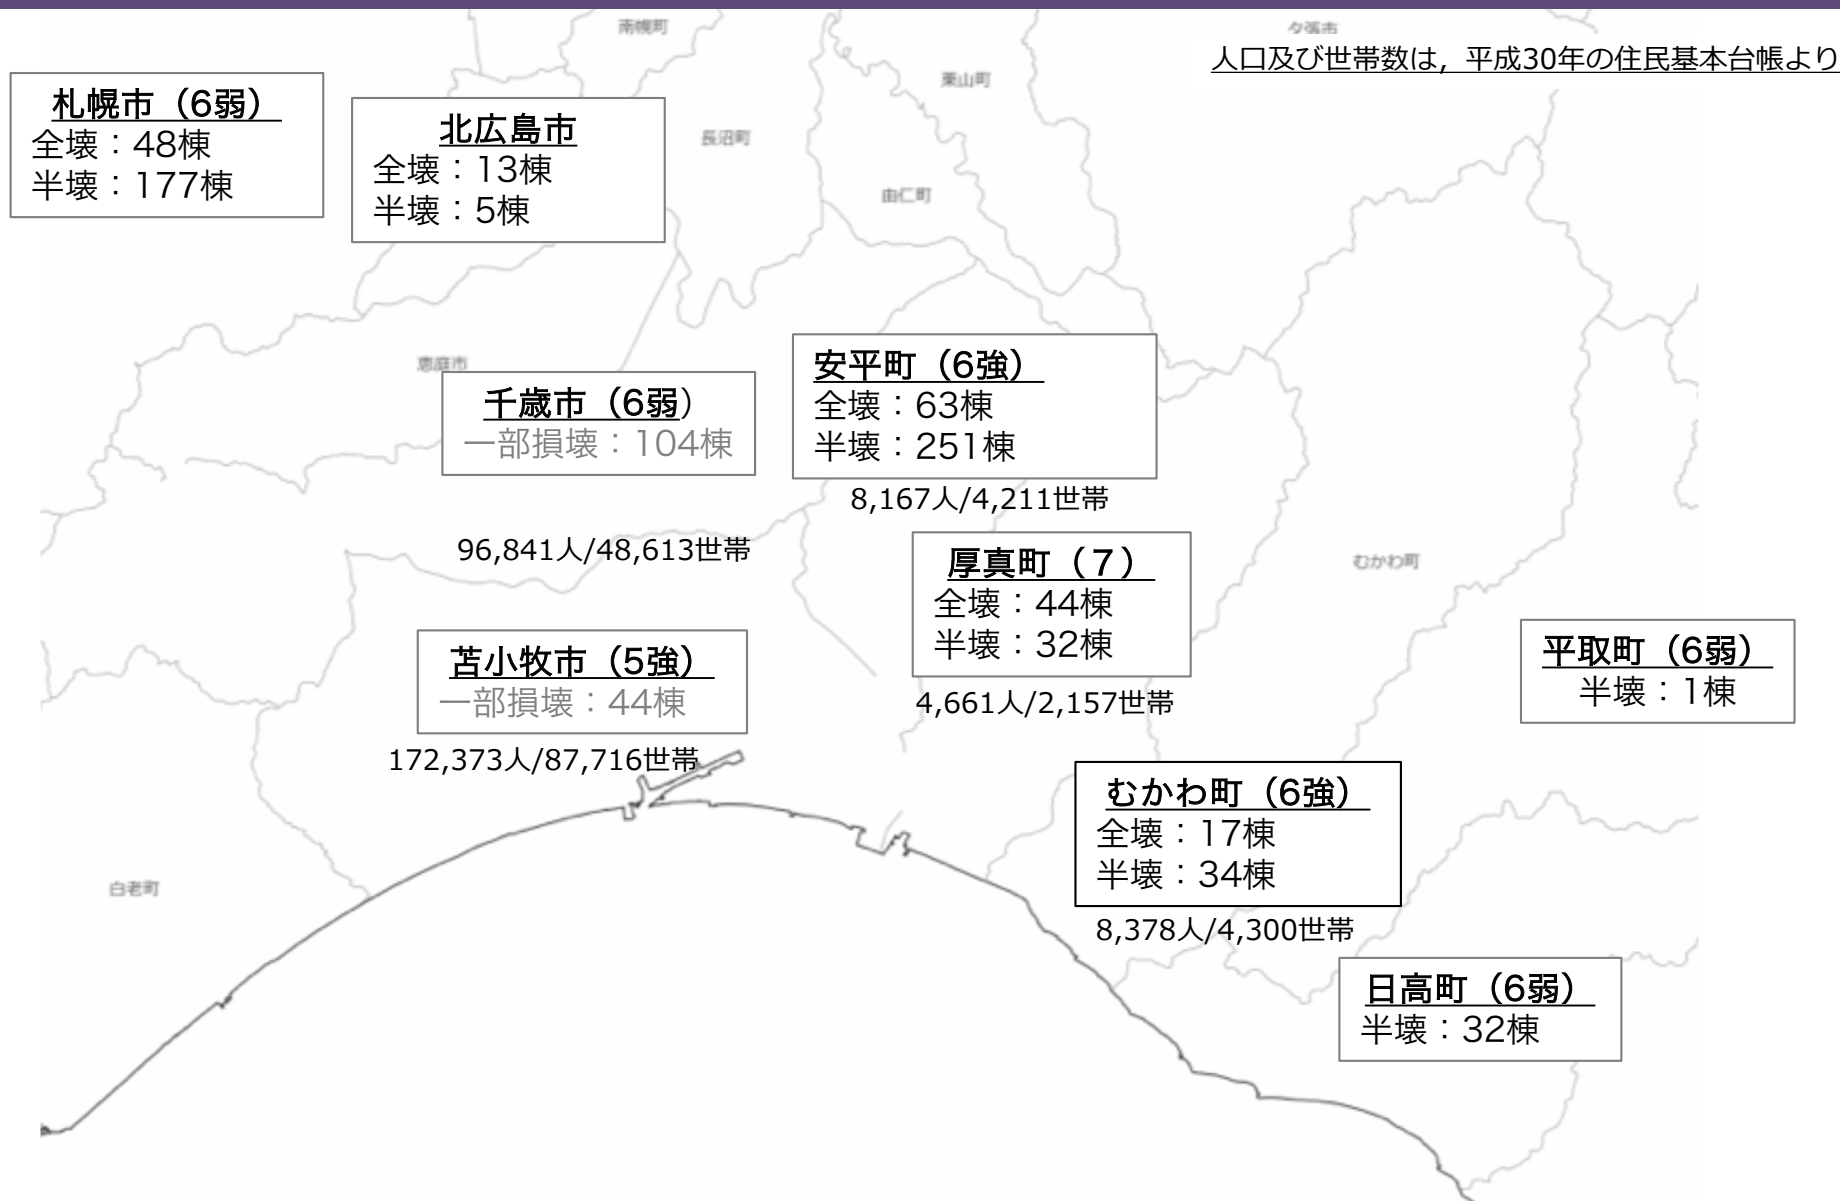 南幌町
夕張市
人口及び世帯数は，平成30年の住民基本台帳より
栗山町
札幌市（6弱）
全壊：48棟
半壊：177棟
北広島市
全壊：13棟
半壊：5棟
長沼町
由仁町
恵庭市
千歳市（6弱）
一部損壊：104棟
96,841人/48,613世帯
安平町（6強）
全壊：63棟
半壊：251棟
8,167人/4,211世帯
厚真町（7）
全壊：44棟
半壊：32棟
4,661人/2,157世帯
むかわ町
苫小牧市（5強）
一部損壊：44棟
172,373人/87,716世帯
平取町（6弱）
半壊：1棟
むかわ町（6強）
全壊：17棟
半壊：34棟
8,378人/4,300世帯
白老町
日高町（6弱）
半壊：32棟